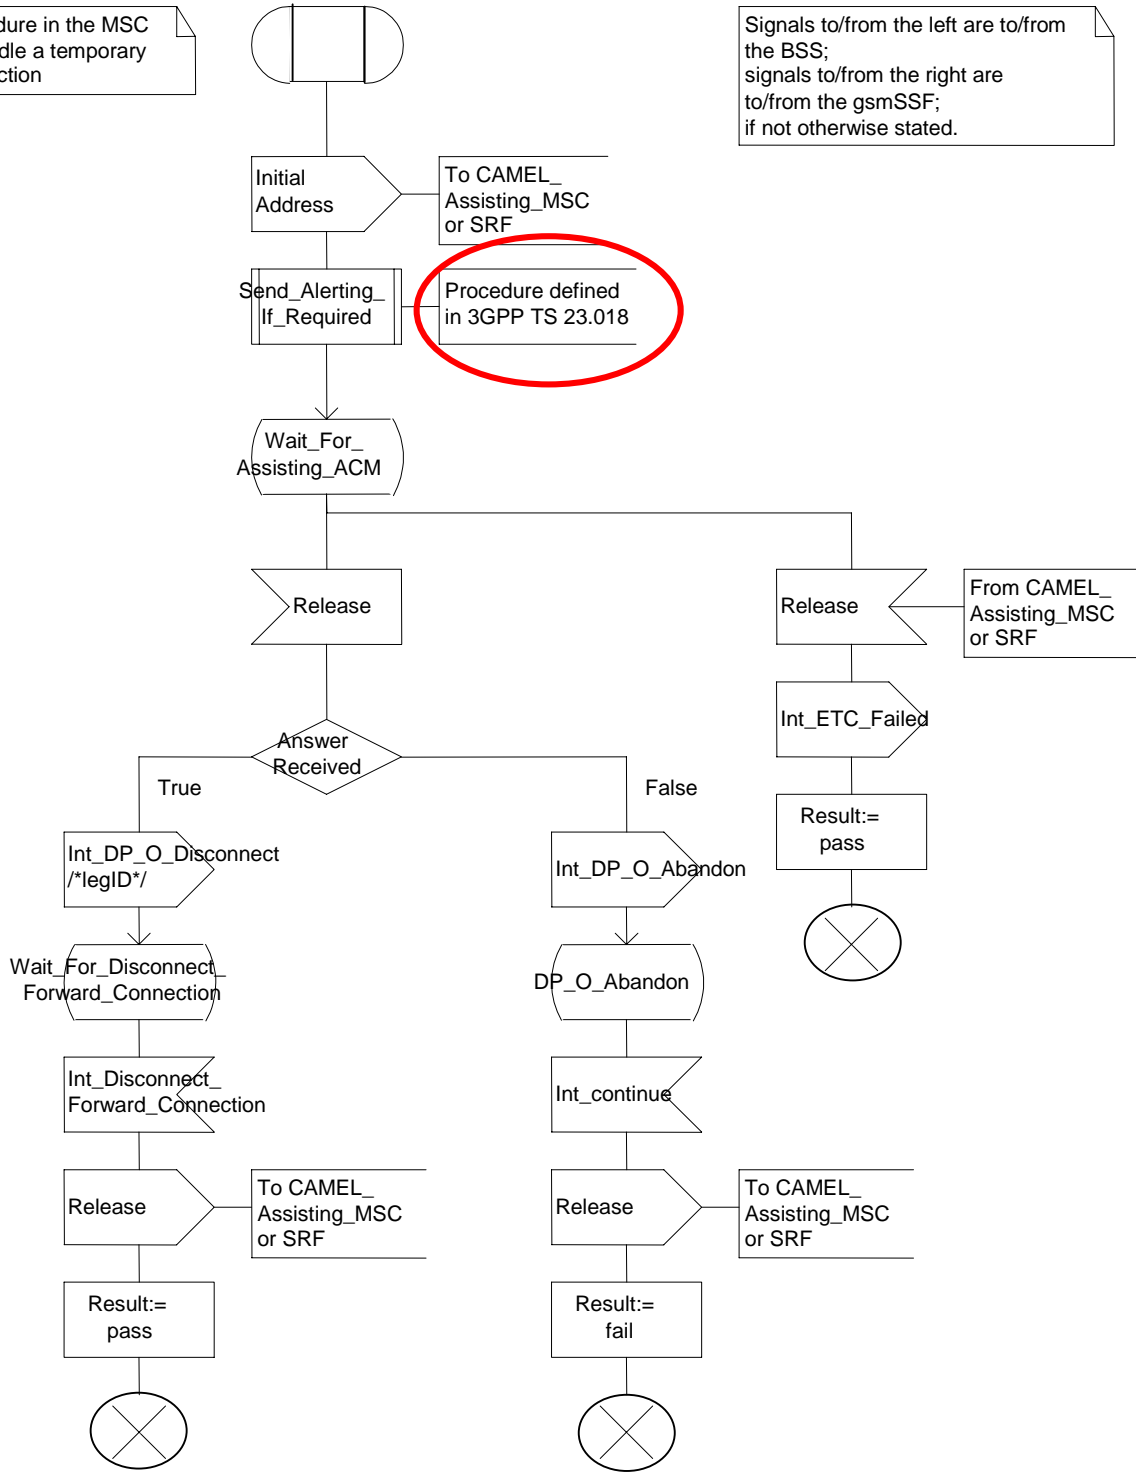 dure in the MSC
dle a temporary
ction
Signals to/from the left are to/from
the BSS;
signals to/from the right are
to/from the gsmSSF;
if not otherwise stated.
Initial
Address
To CAMEL_
Assisting_MSC
or SRF
Send_Alerting_
If_Required
Procedure defined
in 3GPP TS 23.018
Wait_For_
Assisting_ACM
Release
Release
From CAMEL_
Assisting_MSC
or SRF
Int_ETC_Failed
Answer
Received
True
False
Result:=
pass
Int_DP_O_Disconnect
/*legID*/
Int_DP_O_Abandon
Wait_For_Disconnect_
Forward_Connection
DP_O_Abandon
Int_Disconnect_
Forward_Connection
Int_continue
Release
To CAMEL_
Assisting_MSC
or SRF
Release
To CAMEL_
Assisting_MSC
or SRF
Result:=
pass
Result:=
fail